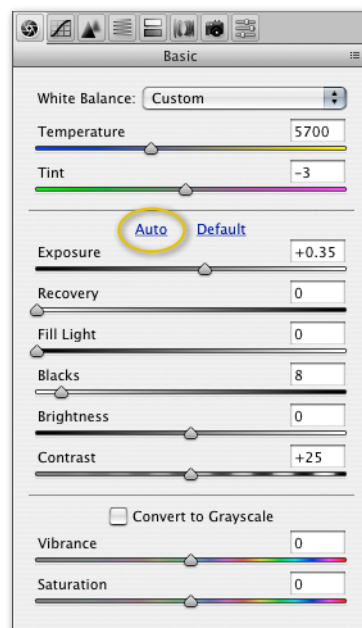 Basic
White Balance: Custom
Temperature 5700
Tint -3
Auto Default
Exposure +0.35
Recovery 0
Fill Light 0
Blacks 8
Brightness 0
Contrast +25
Convert to Grayscale
Vibrance 0
Saturation 0